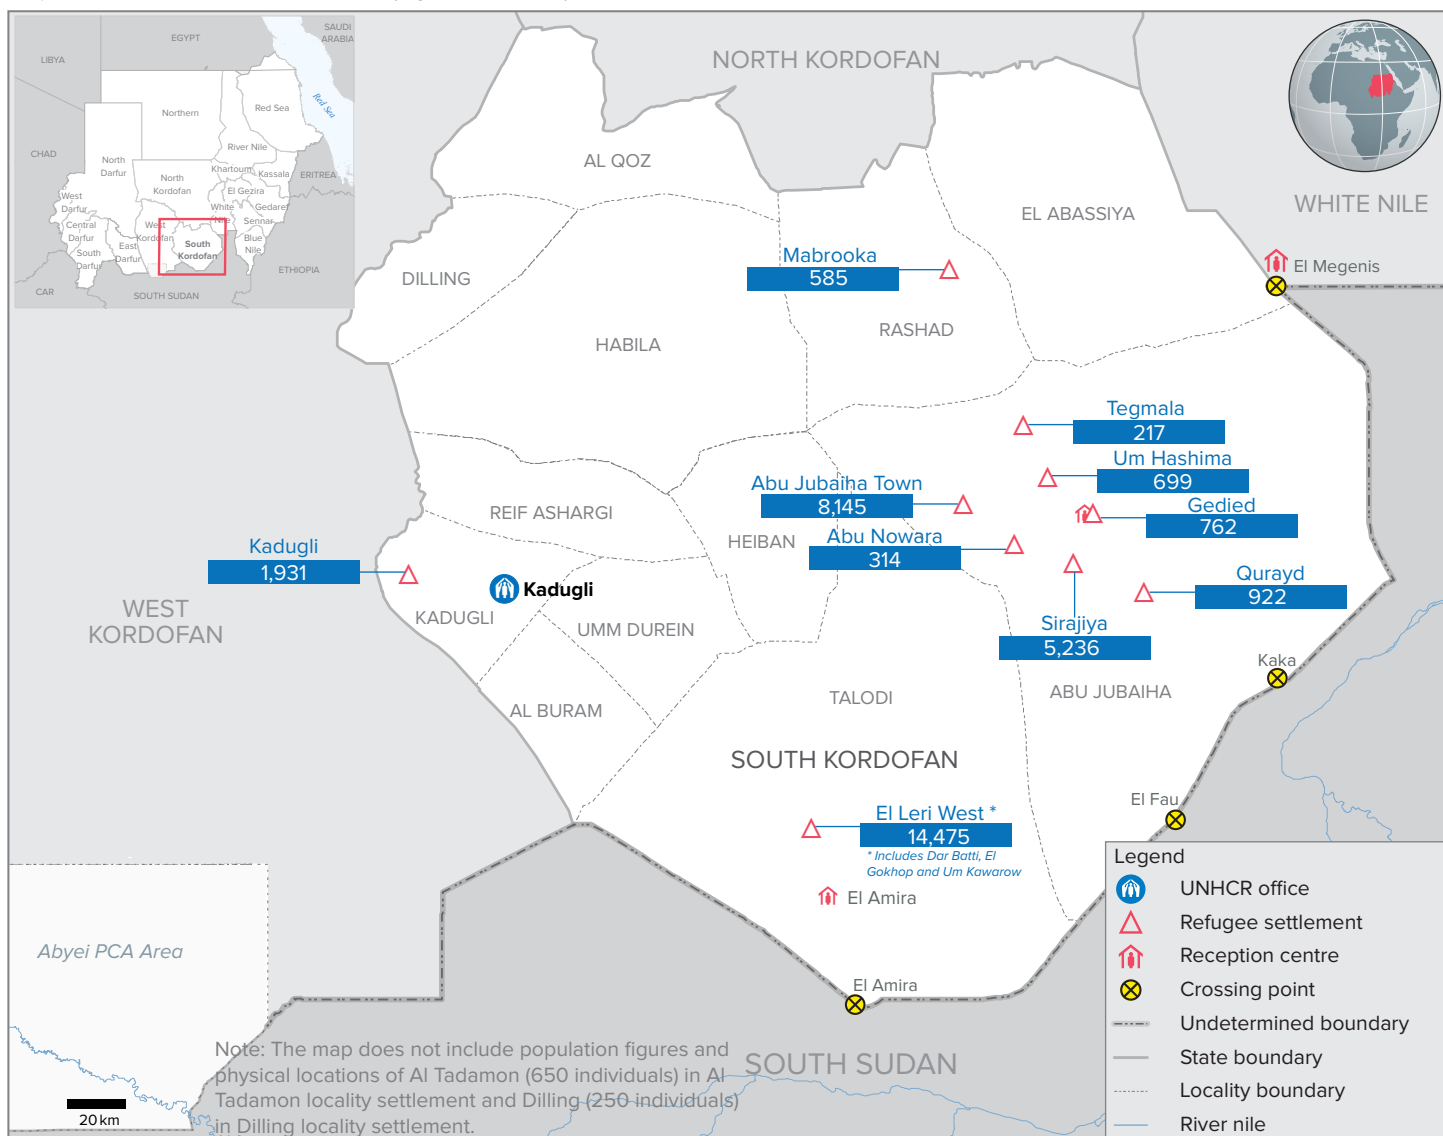 EGYPT
SAUDI
ARABIA
LIBYA
Red Sea
Northern
Red Sea
River Nile
CHAD
North
Darfur
Khartoum
Kassala
ERITREA
North
Kordofan
El Gezira
West
Darfur
White
Nile
Gedaref
Central
Darfur
West
Kordofan
Sennar
East
Darfur
South
Kordofan
Blue
Nile
South
Darfur
ETHIOPIA
CAR
SOUTH SUDAN
NORTH KORDOFAN
WHITE NILE
AL QOZ
EL ABASSIYA
DILLING
Mabrooka
585
El Megenis
RASHAD
HABILA
Tegmala
217
Um Hashima
699
Abu Jubaiha Town
8,145
Gedied
762
REIF ASHARGI
HEIBAN
Abu Nowara
314
Kadugli
1,931
Kadugli
Qurayd
922
WEST
KORDOFAN
KADUGLI
UMM DUREIN
Sirajiya
5,236
Kaka
ABU JUBAIHA
TALODI
AL BURAM
SOUTH KORDOFAN
El Fau
El Leri West *
14,475
* Includes Dar Batti, El
Gokhop and Um Kawarow
El Amira
El Amira
Abyei PCA Area
SOUTH SUDAN
Note: The map does not include population figures and
physical locations of Al Tadamon (650 individuals) in Al
Tadamon locality settlement and Dilling (250 individuals)
in Dilling locality settlement.
20 km
Legend
UNHCR office
Refugee settlement
Reception centre
Crossing point
Undetermined boundary
State boundary
Locality boundary
River nile